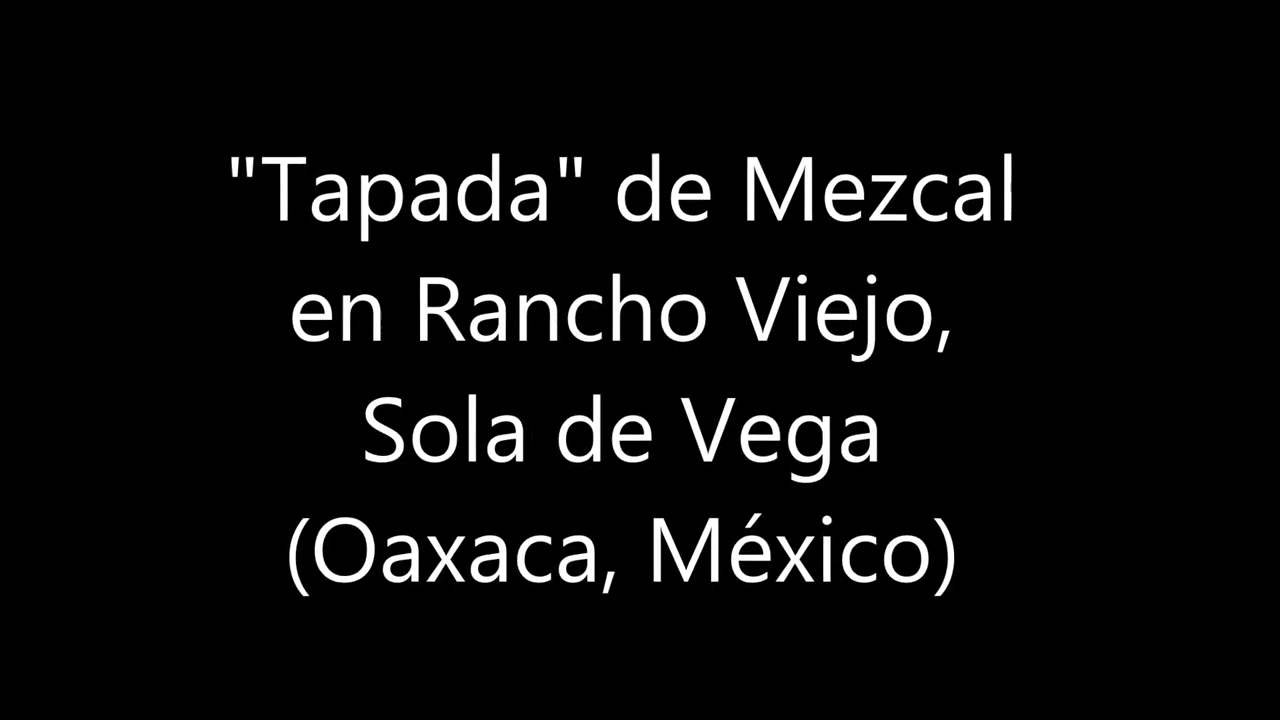 "Tapada" de Mezcal
en Rancho Viejo,
Sola de Vega
(Oaxaca, México)